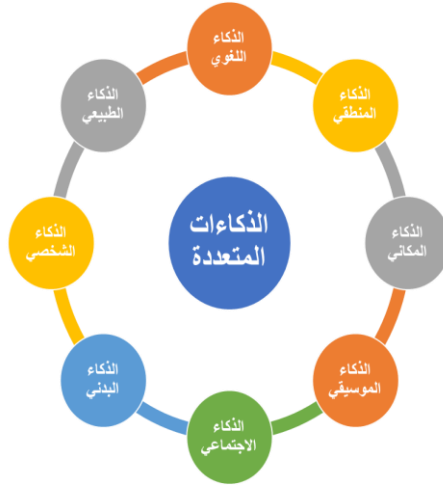 الذكاء
اللغوي
الذكاء
المنطقي
الذكاء
المكاني
الذكاء
الموسيقي
الذكاء
الاجتماعي
الذكاء
البدني
الذكاء
الشخصي
الذكاء
الطبيعي
الذكاءات
المتعددة